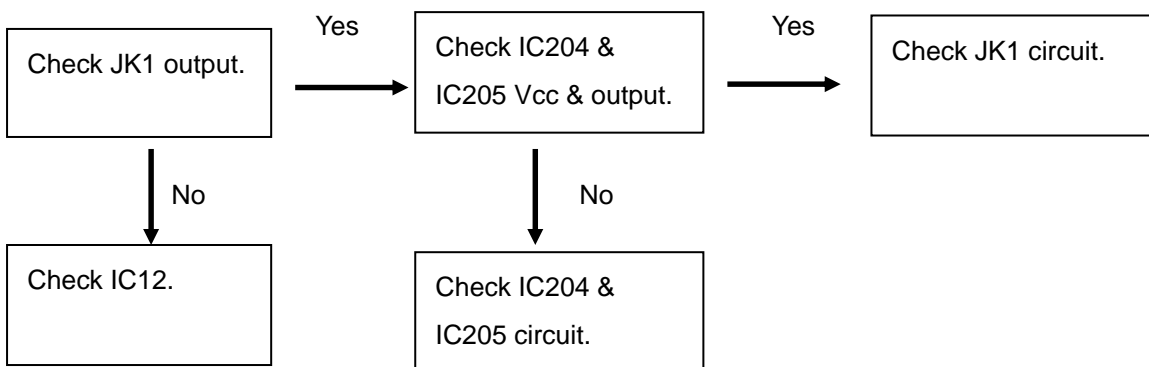 Check JK1 output.
Yes
Check IC204 &
IC205 Vcc & output.
Yes
Check JK1 circuit.
No
No
Check IC12.
Check IC204 &
IC205 circuit.